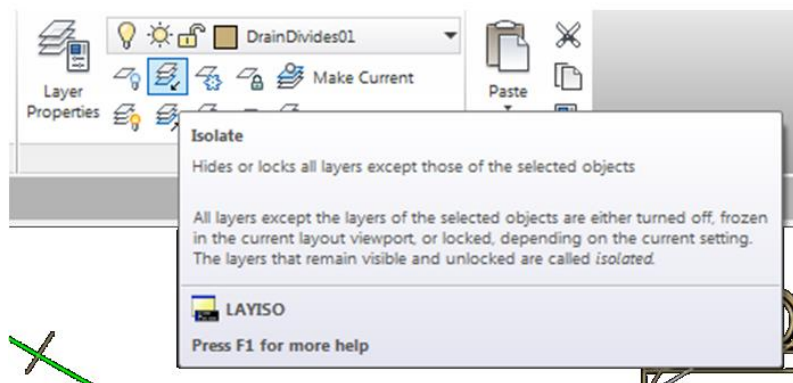 DrainDivides01
Make Current
Layer
Properties
Paste
Isolate
Hides or locks all layers except those of the selected objects
All layers except the layers of the selected objects are either turned off, frozen
in the current layout viewport, or locked, depending on the current setting.
The layers that remain visible and unlocked are called isolated.
LAYISO
Press F1 for more help